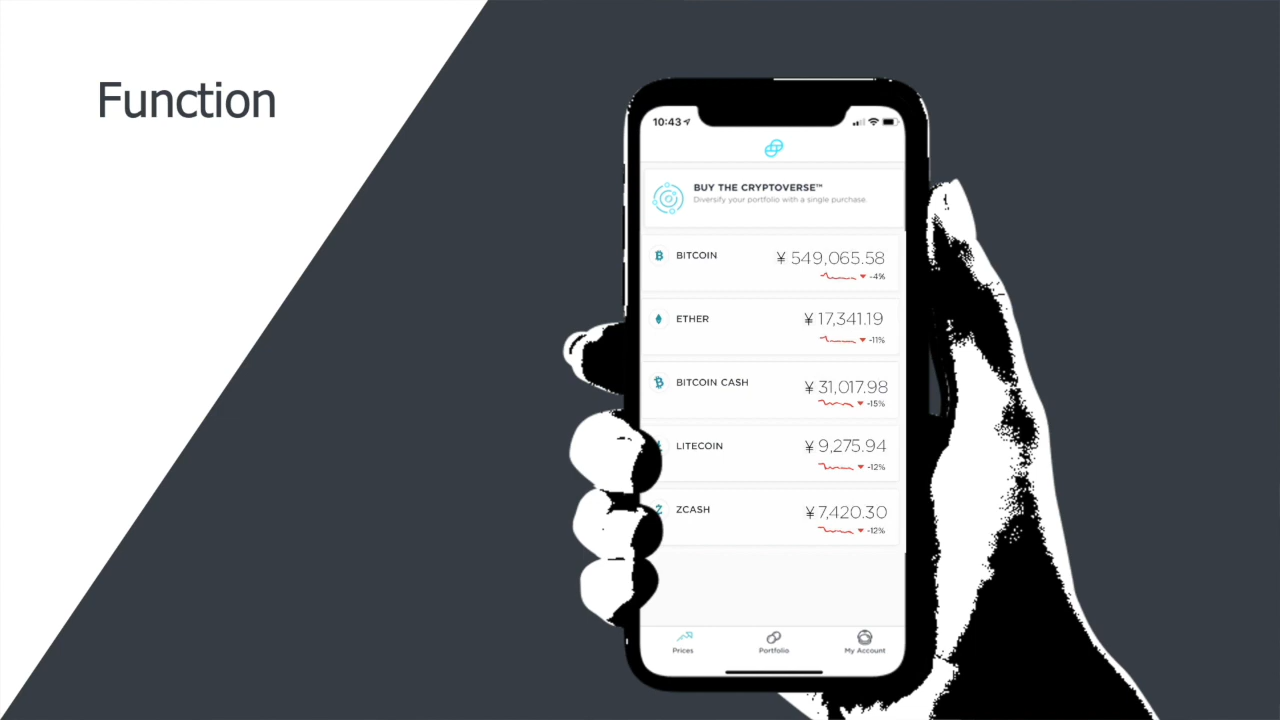 Function
10:43
BUY THE CRYPTOVERSE™
Diversify your portfolio with a single purchase.
BITCOIN
¥ 549,065.58
-4%
ETHER
¥ 17,341.19
-11%
BITCOIN CASH
¥ 31,017.98
-15%
LITECOIN
¥ 9,275.94
-12%
ZCASH
¥ 7,420.30
-12%
Prices
Portfolio
My Account